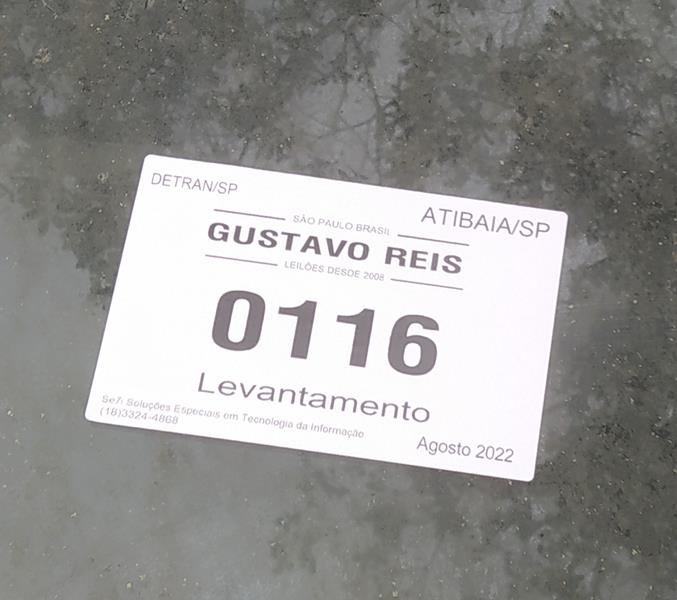 DETRAN/SP
ATIBAIA/SP
SÃO PAULO BRASIL
GUSTAVO REIS
LEILÕES DESDE 2008
0116
Levantamento
Se7i Soluções Especiais em Tecnologia da Informação
(18)3324-4868
Agosto 2022